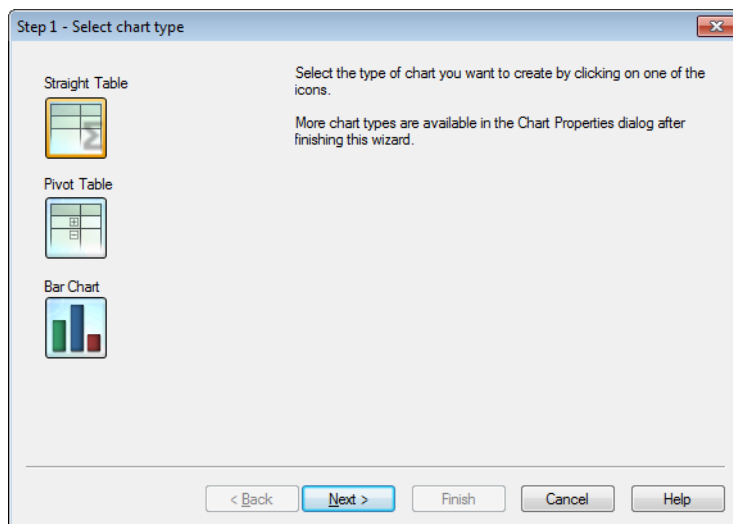 Step 1 - Select chart type
Straight Table
Select the type of chart you want to create by clicking on one of the
icons.
More chart types are available in the Chart Properties dialog after
finishing this wizard.
Σ
Pivot Table
Bar Chart
< Back
Next >
Finish
Cancel
Help